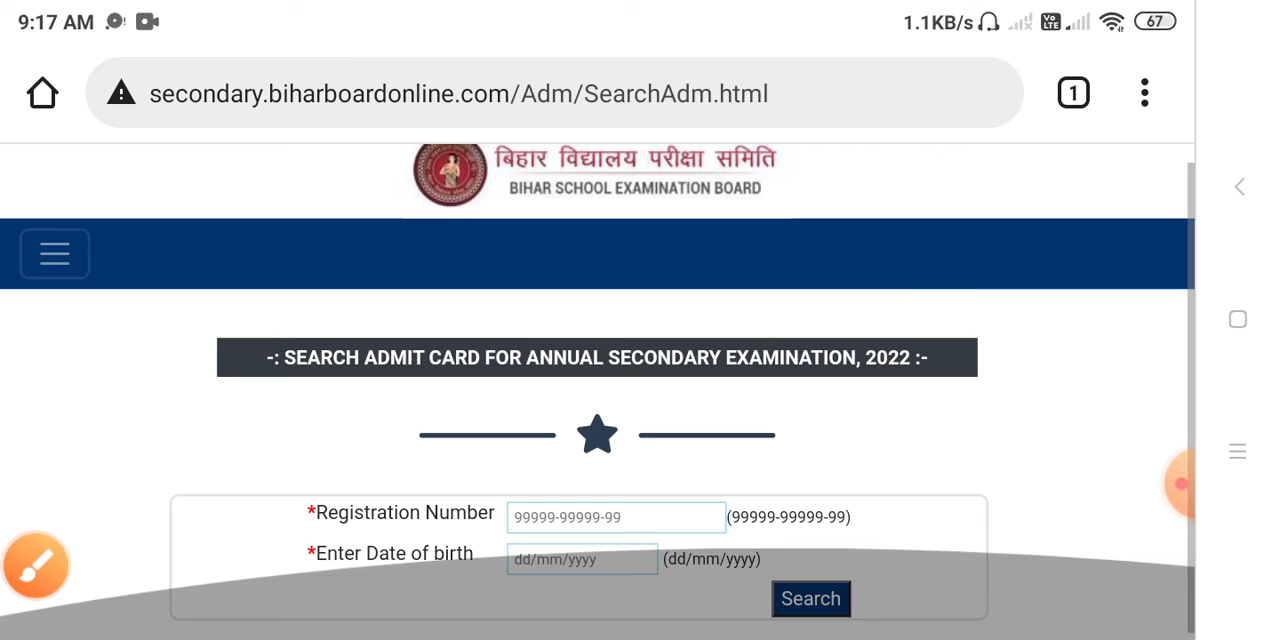 9:17 AM 1.1KB/s Vo LTE 67
secondary.biharboardonline.com/Adm/SearchAdm.html 1
बिहार विद्यालय परीक्षा समिति
BIHAR SCHOOL EXAMINATION BOARD
-: SEARCH ADMIT CARD FOR ANNUAL SECONDARY EXAMINATION, 2022 :-
*Registration Number 99999-99999-99 (99999-99999-99)
*Enter Date of birth dd/mm/yyyy (dd/mm/yyyy)
Search